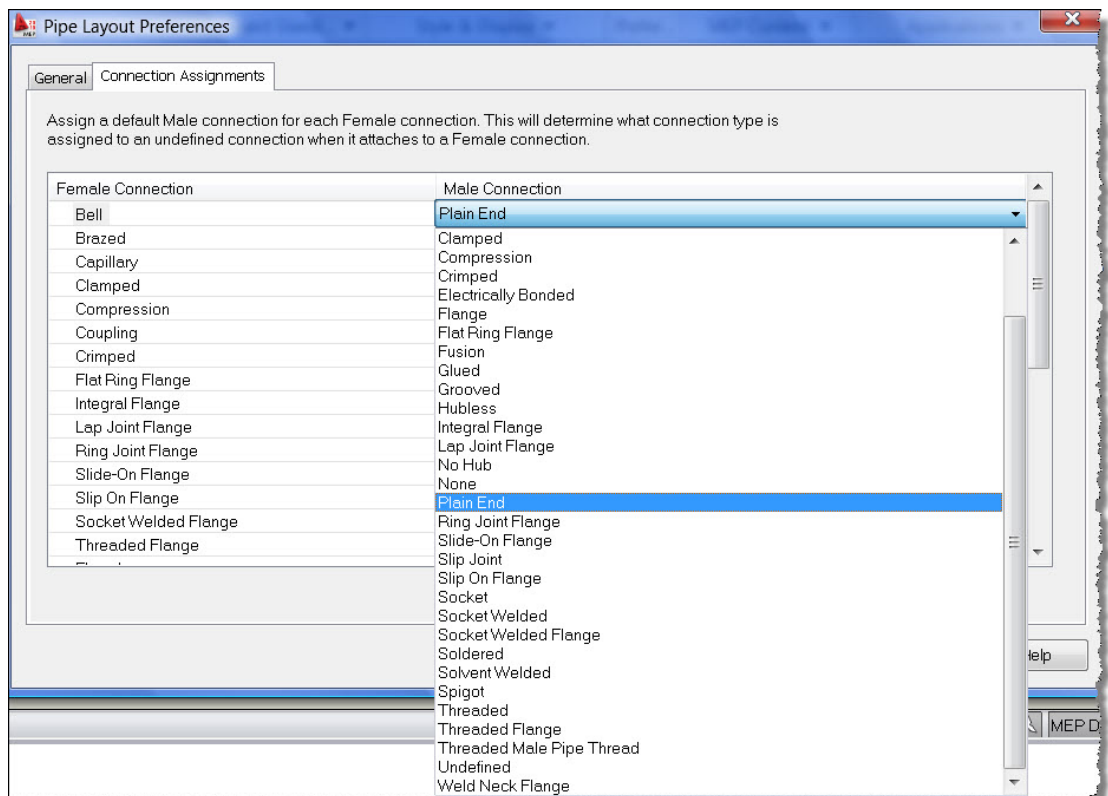 Pipe Layout Preferences
General
Connection Assignments
Assign a default Male connection for each Female connection. This will determine what connection type is
assigned to an undefined connection when it attaches to a Female connection.
Female Connection
Male Connection
Bell
Plain End
Brazed
Capillary
Clamped
Compression
Coupling
Crimped
Flat Ring Flange
Integral Flange
Lap Joint Flange
Ring Joint Flange
Slide-On Flange
Slip On Flange
Socket Welded Flange
Threaded Flange
Clamped
Compression
Crimped
Electrically Bonded
Flange
Flat Ring Flange
Fusion
Glued
Grooved
Hubless
Integral Flange
Lap Joint Flange
No Hub
None
Plain End
Ring Joint Flange
Slide-On Flange
Slip Joint
Slip On Flange
Socket
Socket Welded
Socket Welded Flange
Soldered
Solvent Welded
Spigot
Threaded
Threaded Flange
Threaded Male Pipe Thread
Undefined
Weld Neck Flange
Help
MEP D